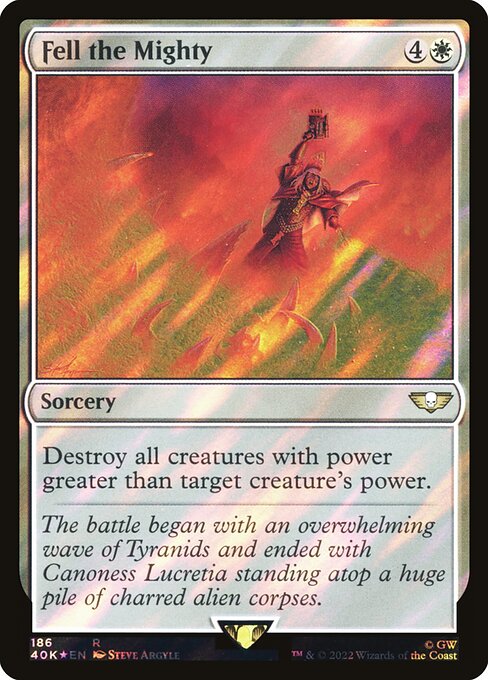 Fell the Mighty 4
Sorcery
Destroy all creatures with power
greater than target creature's power.
The battle began with an overwhelming
wave of Tyranids and ended with
Canoness Lucretia standing atop a huge
pile of charred alien corpses.
186 R
40K★EN Steve Argyle
© GW
™ & © 2022 Wizards of the Coast